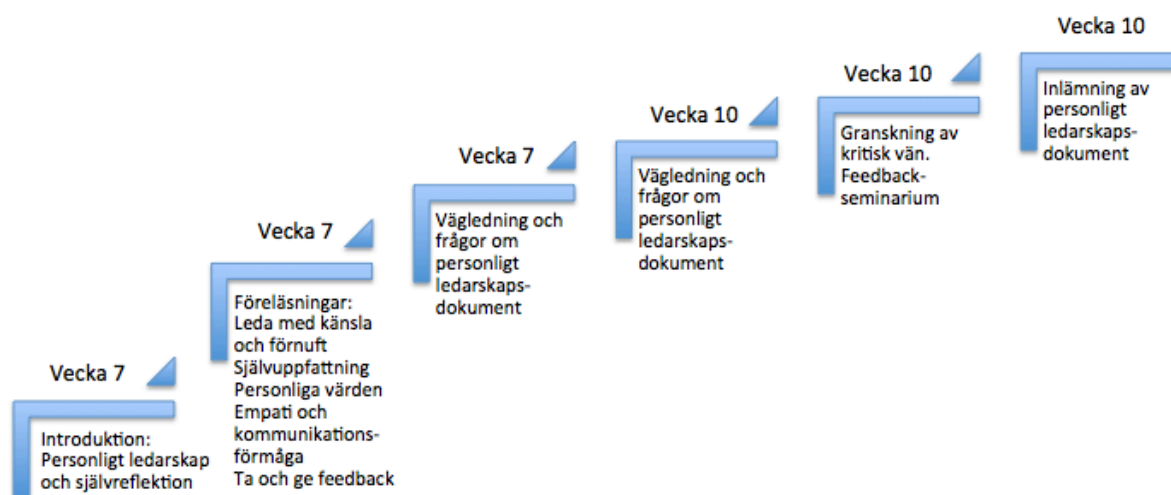 Vecka 7
Introduktion:
Personligt ledarskap
och självreflektion
Vecka 7
Föreläsningar:
Leda med känsla
och förnuft
Självuppfattning
Personliga värden
Empati och
kommunikations-
förmåga
Ta och ge feedback
Vecka 7
Vägledning och
frågor om
personligt
ledarskaps-
dokument
Vecka 10
Vägledning och
frågor om
personligt
ledarskaps-
dokument
Vecka 10
Granskning av
kritisk vän.
Feedback-
seminarium
Vecka 10
Inlämning av
personligt
ledarskaps-
dokument